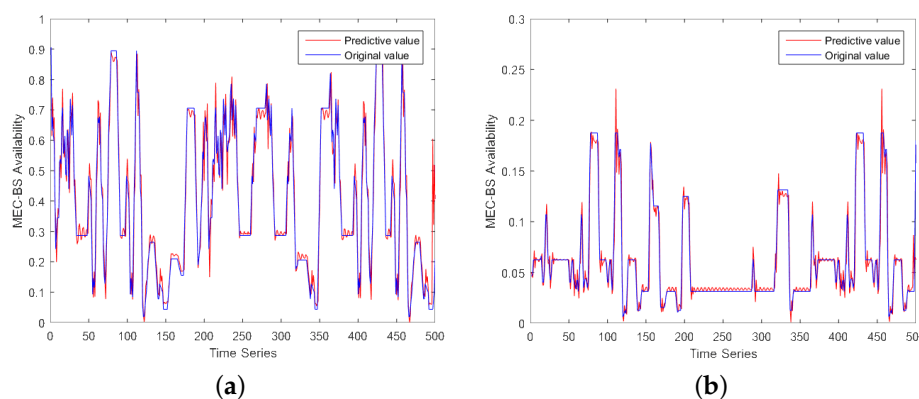 1
0.9
0.8
0.7
0.6
0.5
0.4
0.3
0.2
0.1
0
MEC-BS Availability
Predictive value
Original value
0 50 100 150 200 250 300 350 400 450 500
Time Series
(a)
0.3
0.25
0.2
0.15
0.1
0.05
0
MEC-BS Availability
Predictive value
Original value
0 50 100 150 200 250 300 350 400 450 500
Time Series
(b)